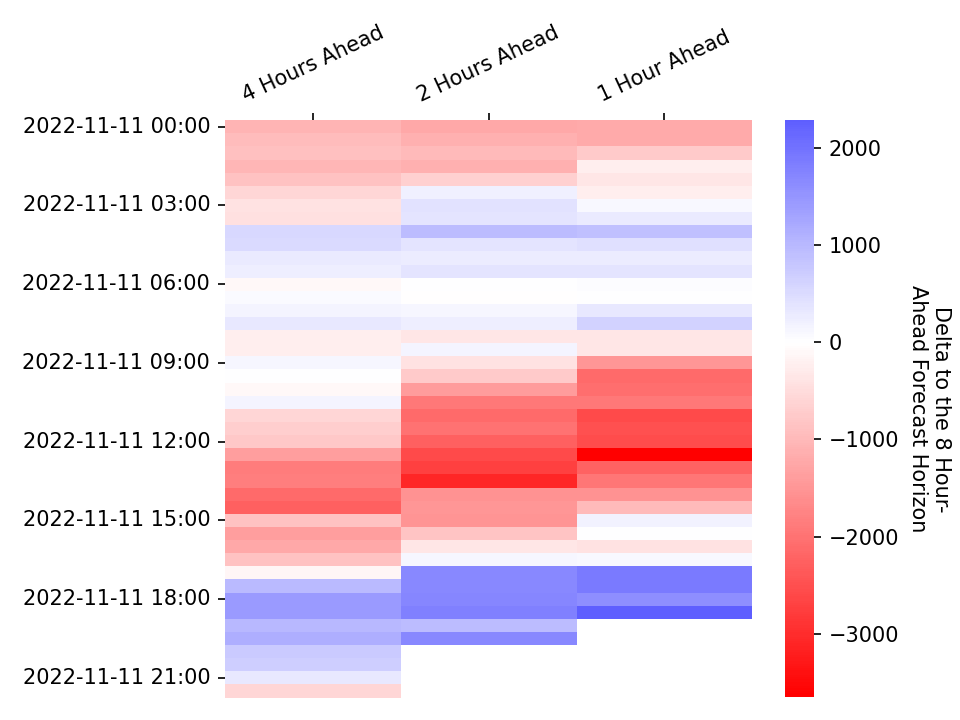 4 Hours Ahead
2 Hours Ahead
1 Hour Ahead
2022-11-11 00:00
2022-11-11 03:00
2022-11-11 06:00
2022-11-11 09:00
2022-11-11 12:00
2022-11-11 15:00
2022-11-11 18:00
2022-11-11 21:00
2000
1000
0
−1000
−2000
−3000
Delta to the 8 Hour-
Ahead Forecast Horizon